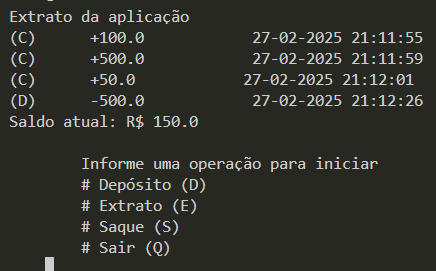 Extrato da aplicação
(C) +100.0 27-02-2025 21:11:55
(C) +500.0 27-02-2025 21:11:59
(C) +50.0 27-02-2025 21:12:01
(D) -500.0 27-02-2025 21:12:26
Saldo atual: R$ 150.0
Informe uma operação para iniciar
# Depósito (D)
# Extrato (E)
# Saque (S)
# Sair (Q)